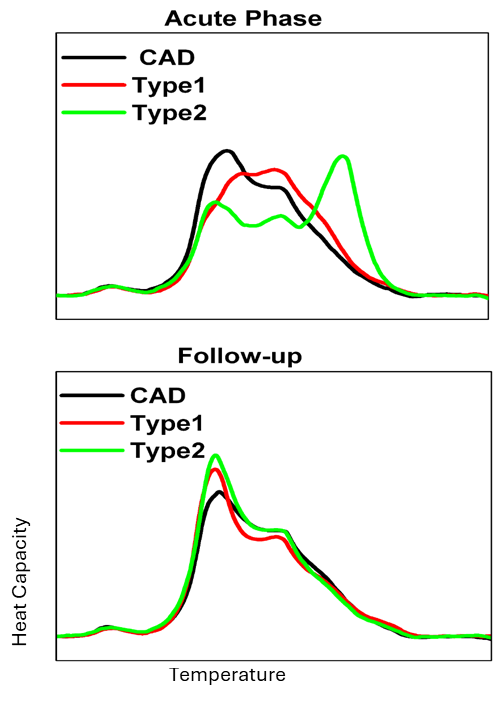 Acute Phase
CAD
Type1
Type2
Follow-up
CAD
Type1
Type2
Heat Capacity
Temperature